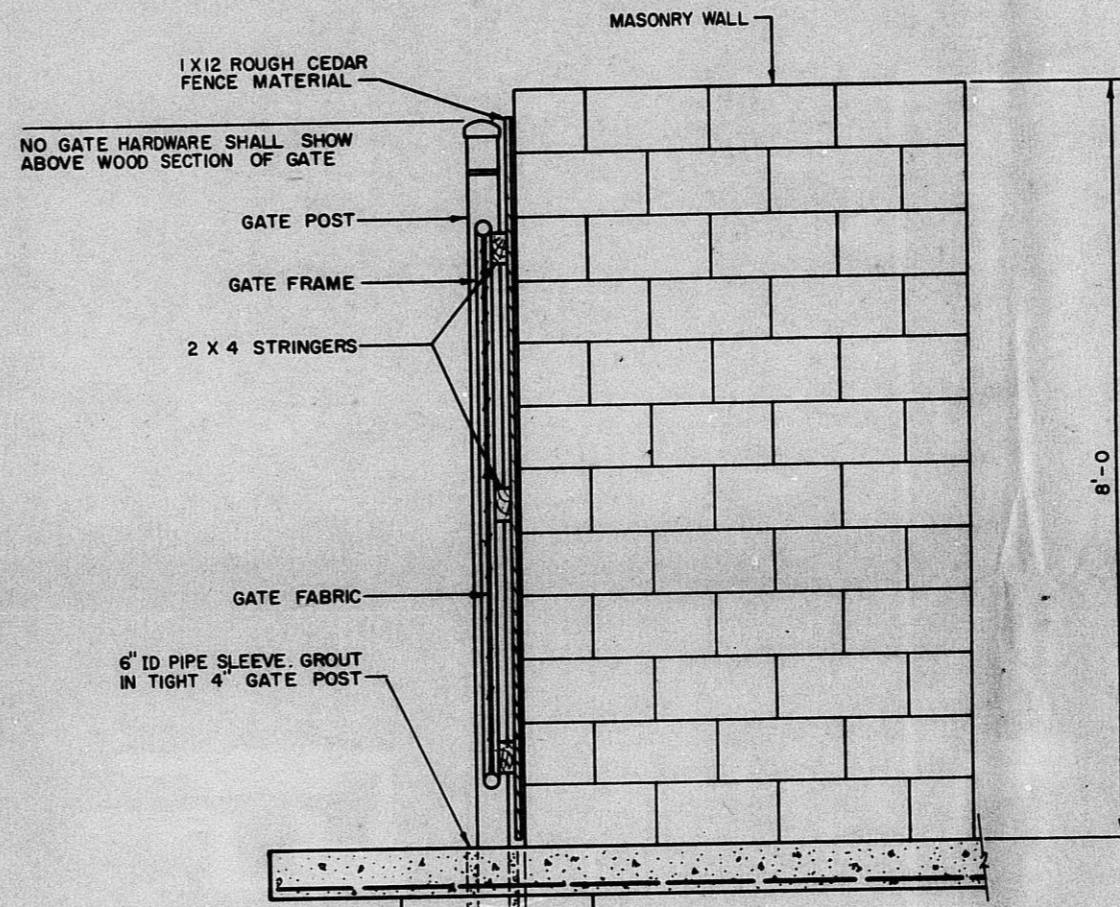 MASONRY WALL
1X12 ROUGH CEDAR
FENCE MATERIAL
NO GATE HARDWARE SHALL SHOW
ABOVE WOOD SECTION OF GATE
GATE POST
GATE FRAME
2 X 4 STRINGERS
8'-0
GATE FABRIC
6" ID PIPE SLEEVE. GROUT
IN TIGHT 4" GATE POST